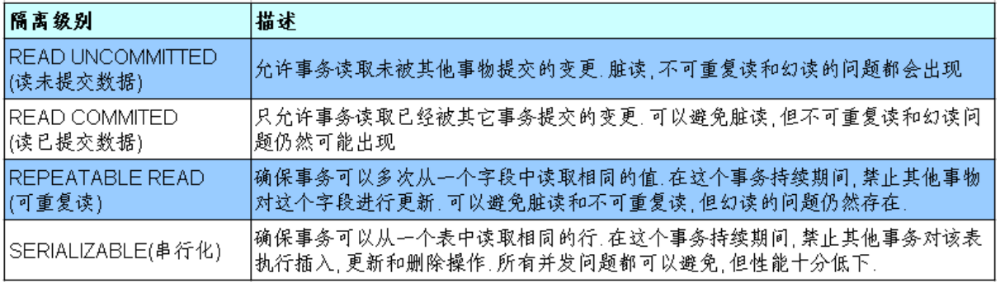 隔离级别 描述
READ UNCOMMITTED
(读未提交数据)
允许事务读取未被其他事物提交的变更.脏读,不可重复读和幻读的问题都会出现
READ COMMITED
(读已提交数据)
只允许事务读取已经被其它事务提交的变更.可以避免脏读,但不可重复读和幻读问
题仍然可能出现
REPEATABLE READ
(可重复读)
确保事务可以多次从一个字段中读取相同的值.在这个事务持续期间,禁止其他事物
对这个字段进行更新.可以避免脏读和不可重复读,但幻读的问题仍然存在.
SERIALIZABLE(串行化)
确保事务可以从一个表中读取相同的行.在这个事务持续期间,禁止其他事务对该表
执行插入,更新和删除操作.所有并发问题都可以避免,但性能十分低下.